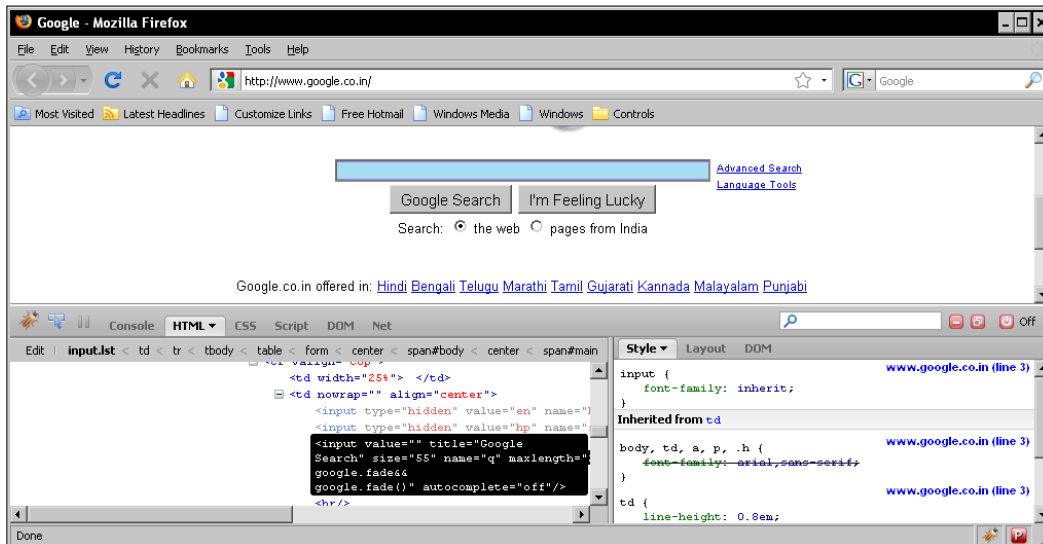 Google - Mozilla Firefox
File Edit View History Bookmarks Tools Help
http://www.google.co.in/
G Google
Most Visited Latest Headlines Customize Links Free Hotmail Windows Media Windows Controls
Advanced Search
Language Tools
Google Search I'm Feeling Lucky
Search: the web pages from India
Google.co.in offered in: Hindi Bengali Telugu Marathi Tamil Gujarati Kannada Malayalam Punjabi
Console HTML CSS Script DOM Net
Off
Edit input.lst < td < tr < tbody < table < form < center < span#body < center < span#main
<td width="25%"> </td>
<td nowrap="" align="center">
<input type="hidden" value="en" name="
<input type="hidden" value="hp" name="
<input value="" title="Google
Search" size="55" name="q" maxlength="
google.fade&&
google.fade()" autocomplete="off"/>
<br/>
Style Layout DOM
input { www.google.co.in (line 3)
font-family: inherit;
}
Inherited from td
body, td, a, p, .h { www.google.co.in (line 3)
font-family: arial,sans-serif;
}
www.google.co.in (line 3)
td {
line-height: 0.8em;
Done
P